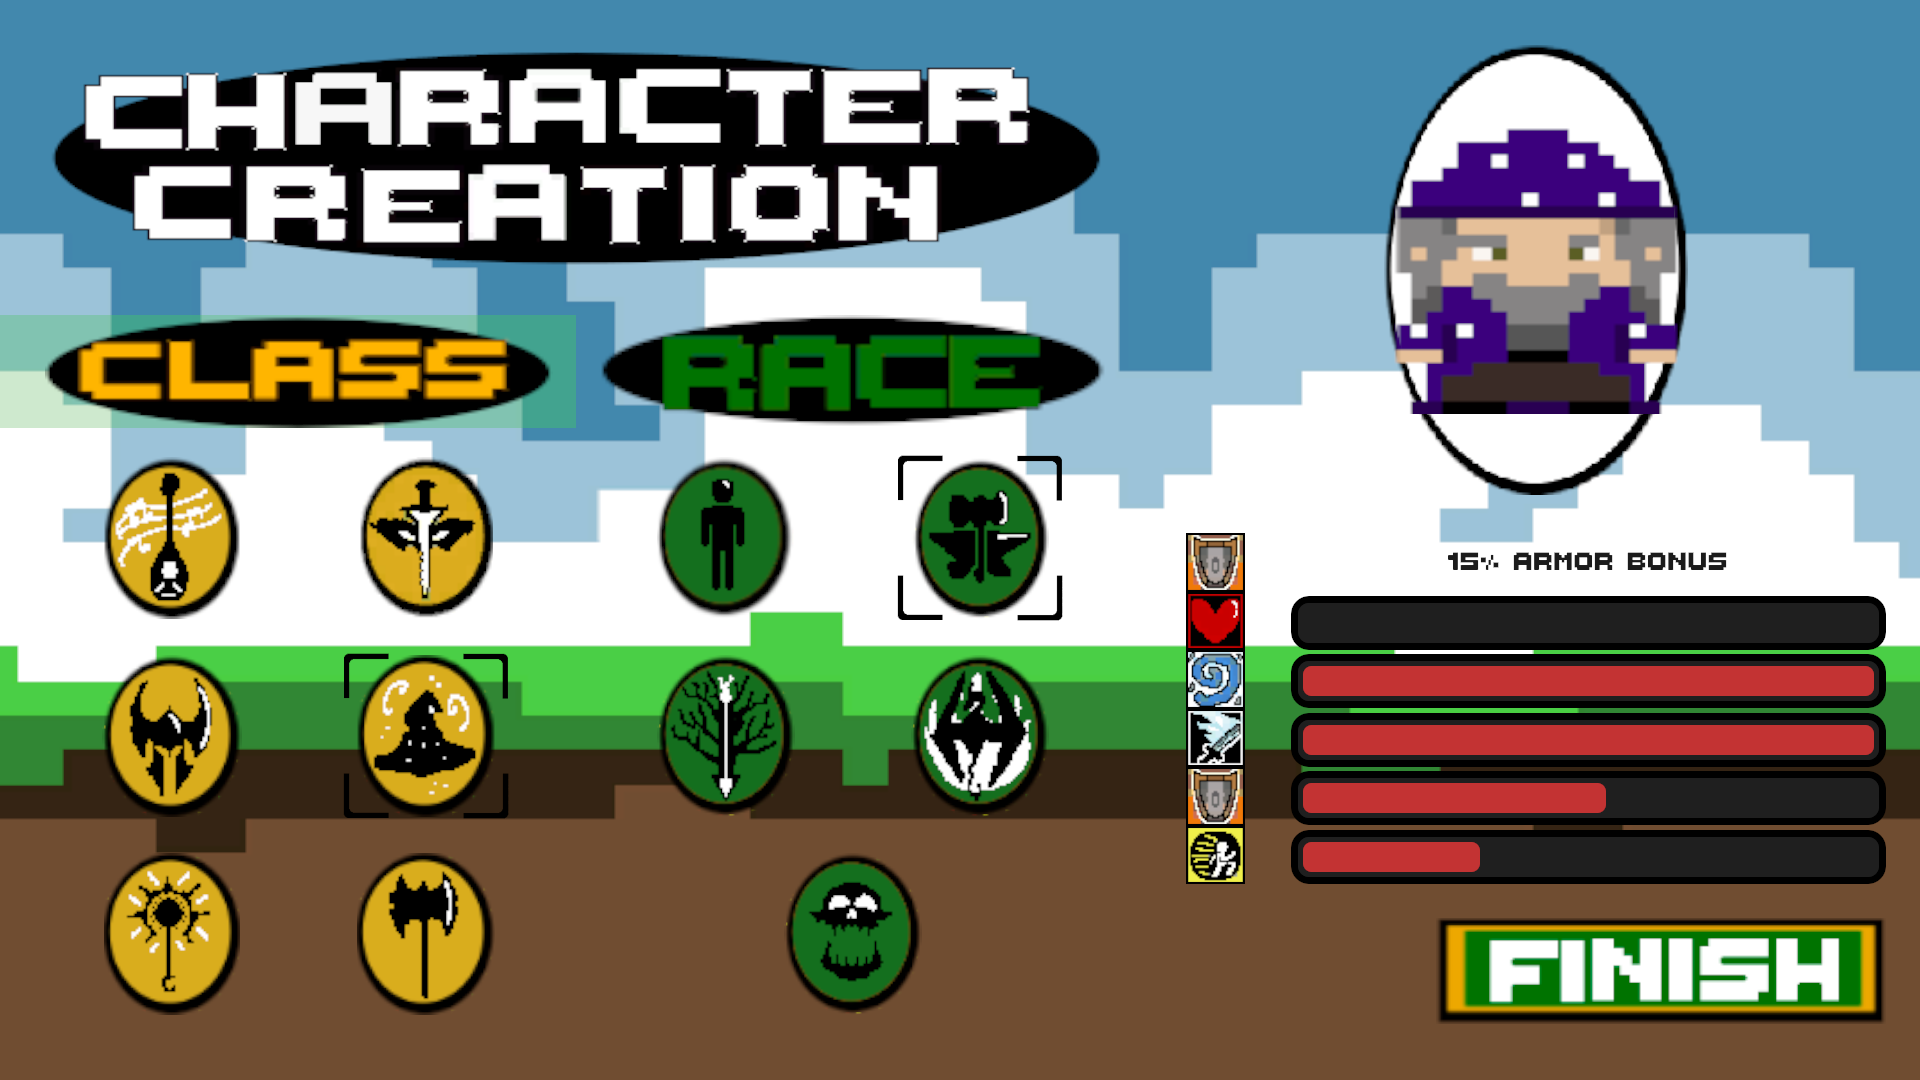 CHARACTER
CREATION
CLASS
RACE
15% ARMOR BONUS
FINISH